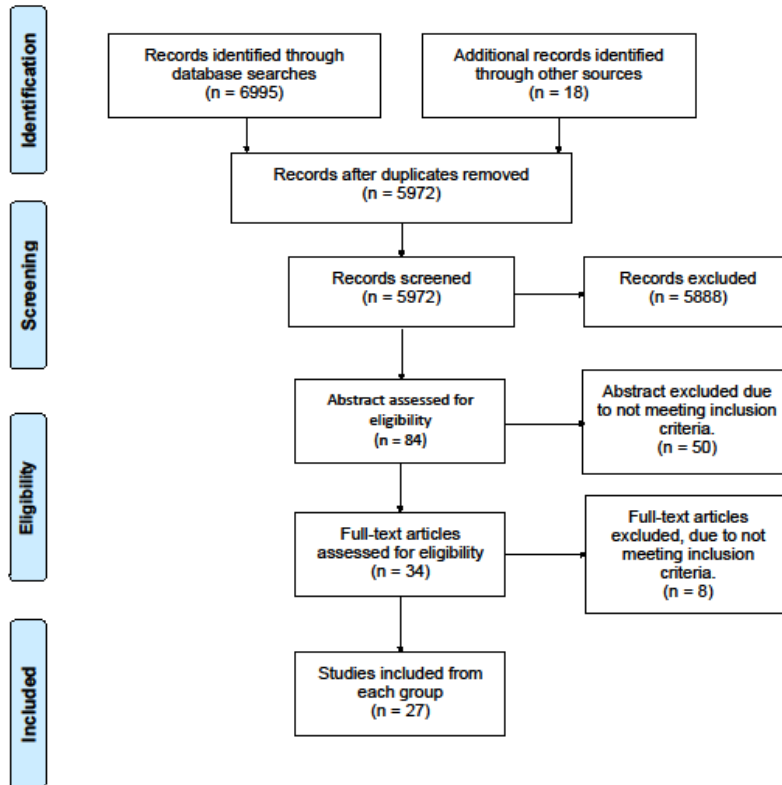 Identification
Records identified through
database searches
(n = 6995)
Additional records identified
through other sources
(n = 18)
Records after duplicates removed
(n = 5972)
Screening
Records screened
(n = 5972)
Records excluded
(n = 5888)
Eligibility
Abstract assessed for
eligibility
(n = 84)
Abstract excluded due
to not meeting inclusion
criteria.
(n = 50)
Full-text articles
assessed for eligibility
(n = 34)
Full-text articles
excluded, due to not
meeting inclusion
criteria.
(n = 8)
Included
Studies included from
each group
(n = 27)